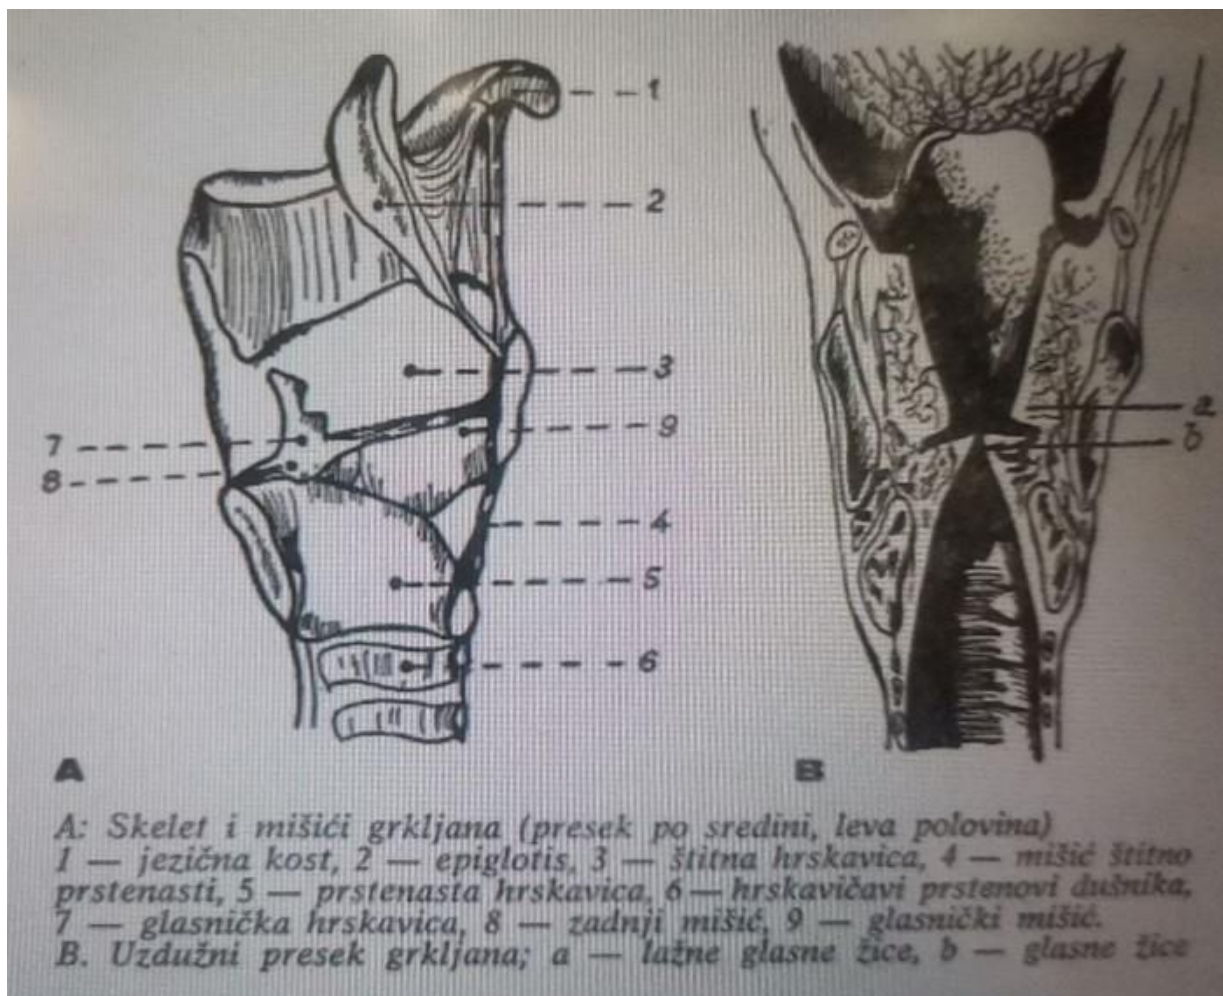 1
2
3
7
9
8
4
5
6
a
b
A
B
A: Skelet i mišići grkljana (presek po sredini, leva polovina)
1 — jezična kost, 2 — epiglotis, 3 — štitna hrskavica, 4 — mišić štitno
prstenasti, 5 — prstenasta hrskavica, 6 — hrskavičavi prstenovi dušnika,
7 — glasnička hrskavica, 8 — zadnji mišić, 9 — glasnički mišić.
B. Uzdužni presek grkljana; a — lažne glasne žice, b — glasne žice